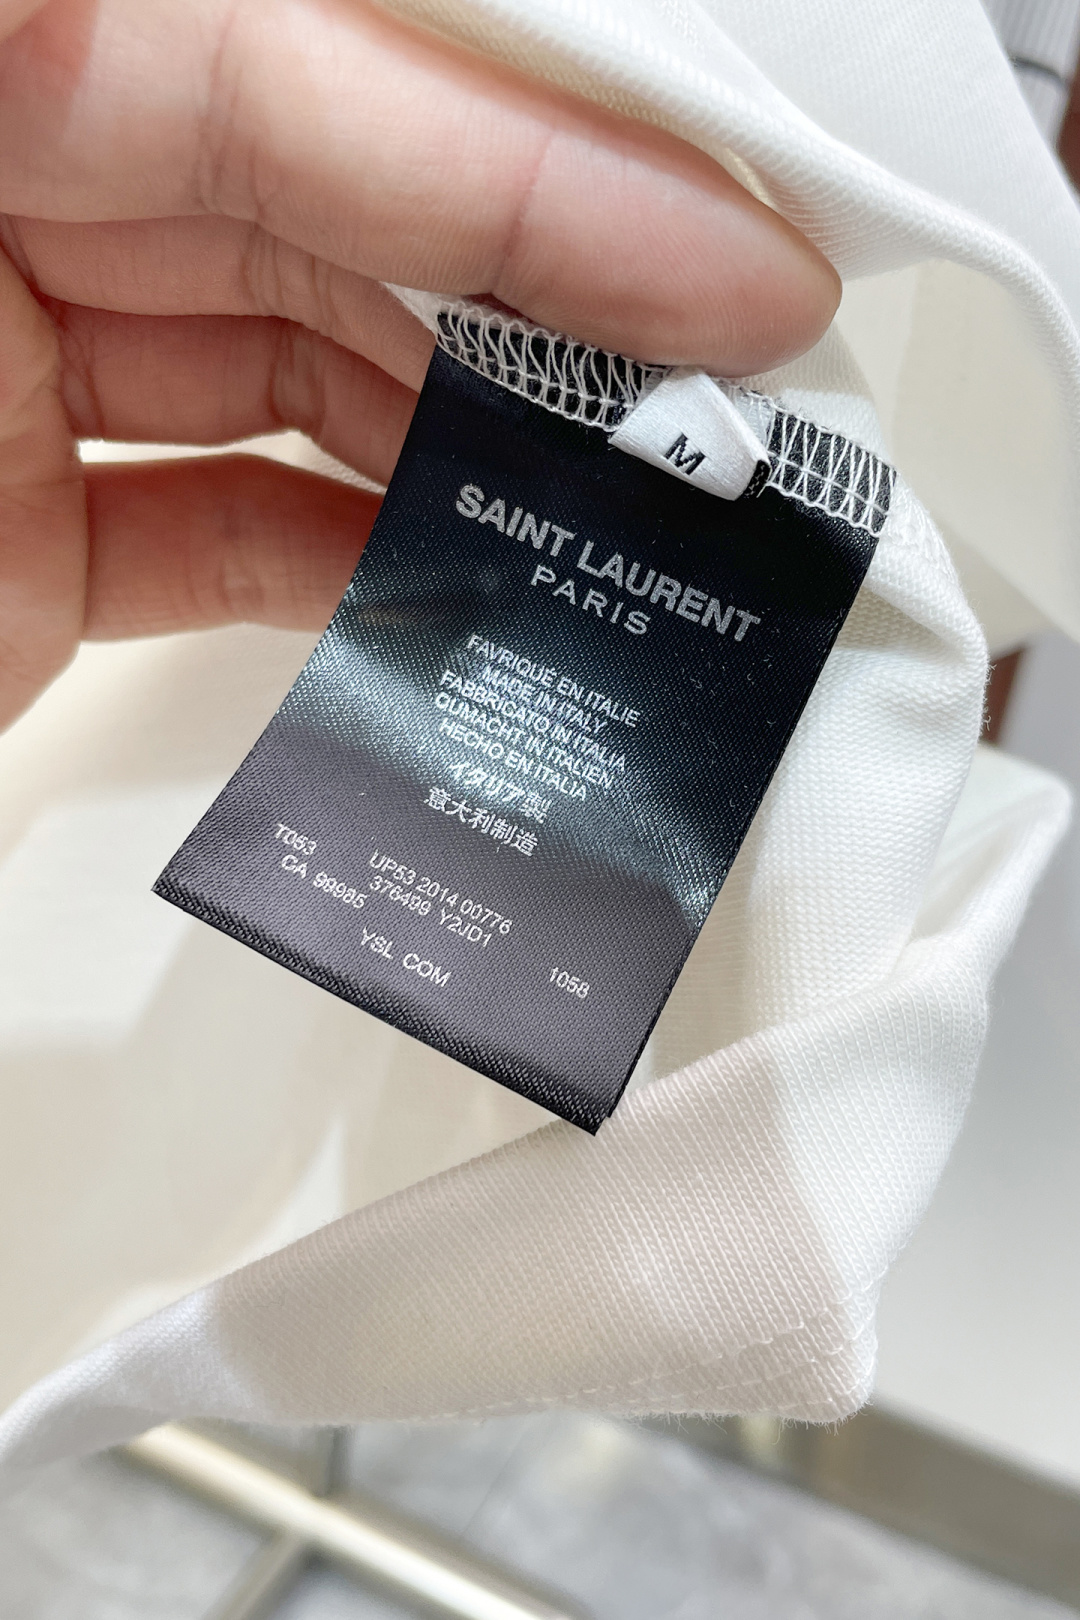 M
SAINT LAURENT
PARIS
FAVRIQUE EN ITALIE
MADE IN ITALY
FABBRICATO IN ITALIA
GUMACHT IN ITALIEN
HECHO EN ITALIA
イタリア製
意大利制造
T053 UP53 2014 00776
CA 99985 376499 Y2JD1
YSL COM 1058